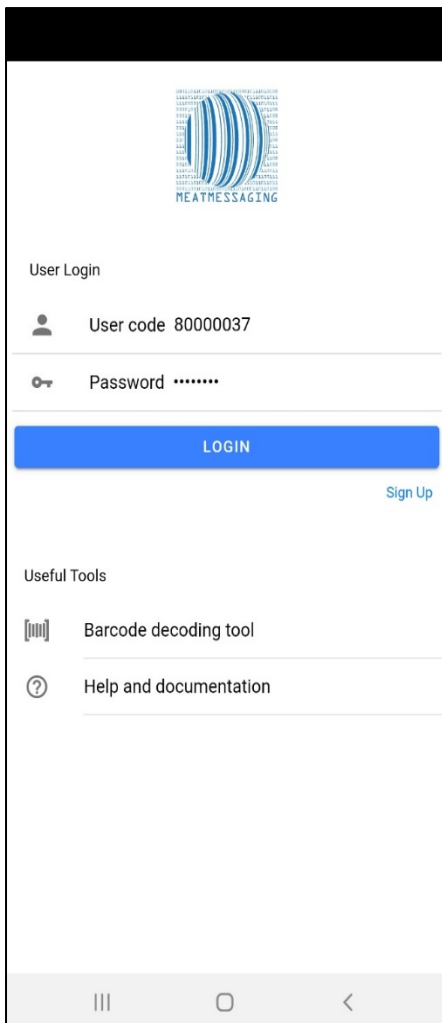 MEATMESSAGING
User Login
User code 80000037
Password ••••••••
LOGIN
Sign Up
Useful Tools
Barcode decoding tool
Help and documentation